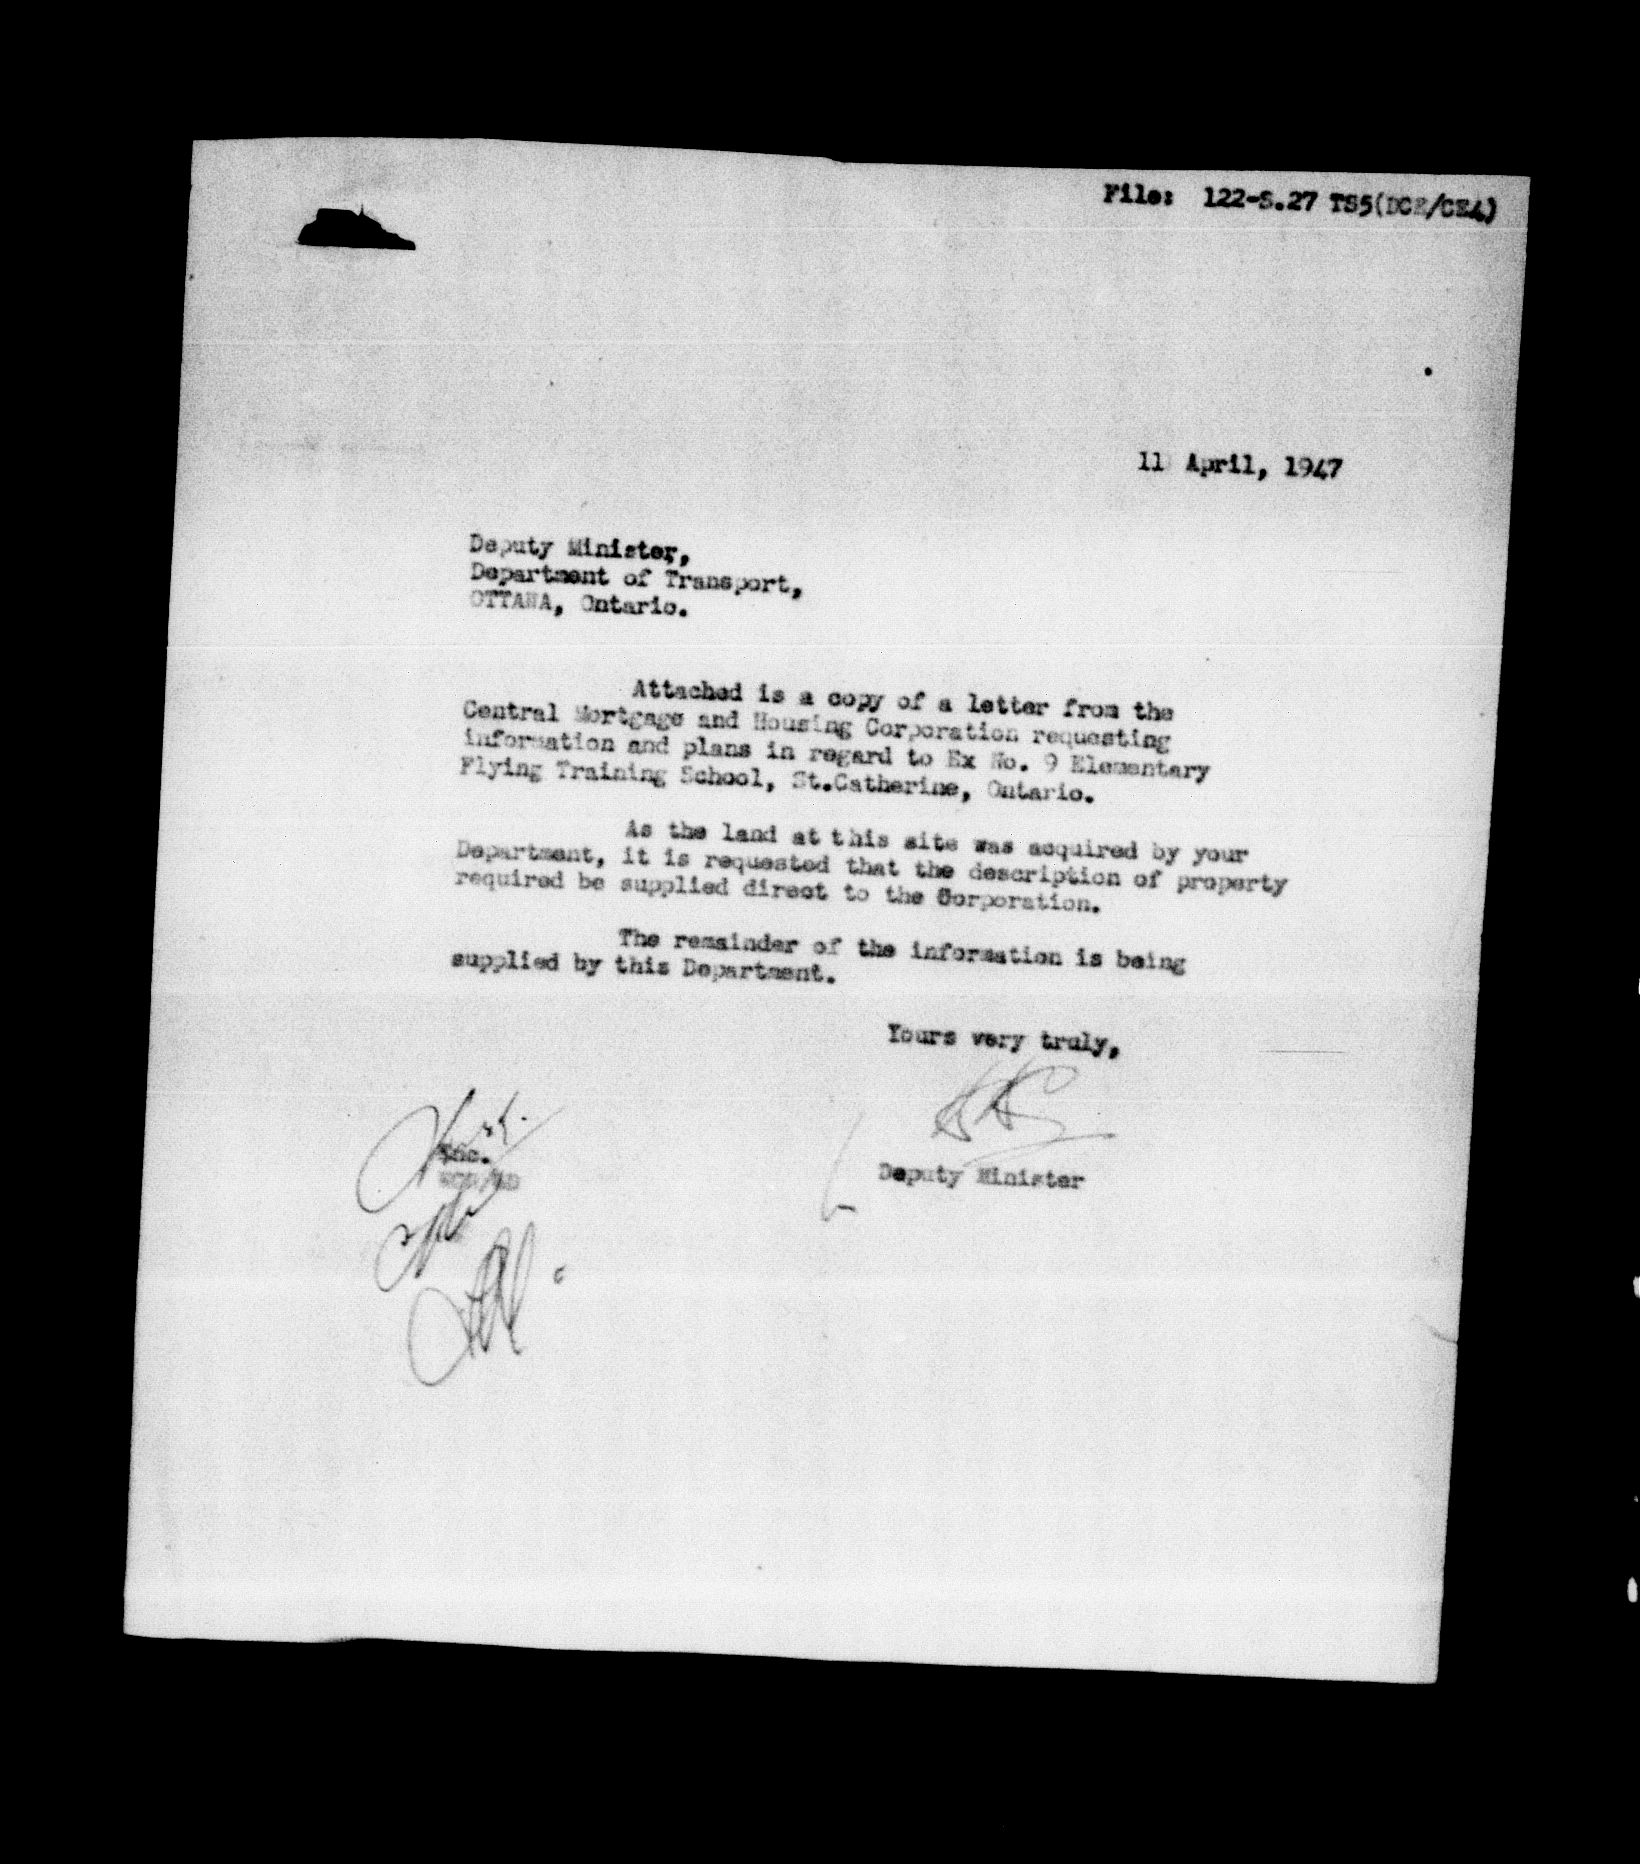 File: 122-S.27 TS5(DCE/CEA)
11 April, 1947
Deputy Minister,
Department of Transport,
OTTAWA, Ontario.
Attached is a copy of a letter from the
Central Mortgage and Housing Corporation requesting
information and plans in regard to Ex No. 9 Elementary
Flying Training School, St.Catherine, Ontario.
As the land at this site was acquired by your
Department, it is requested that the description of property
required be supplied direct to the Corporation.
The remainder of the information is being
supplied by this Department.
Yours very truly,
Enc.
Deputy Minister